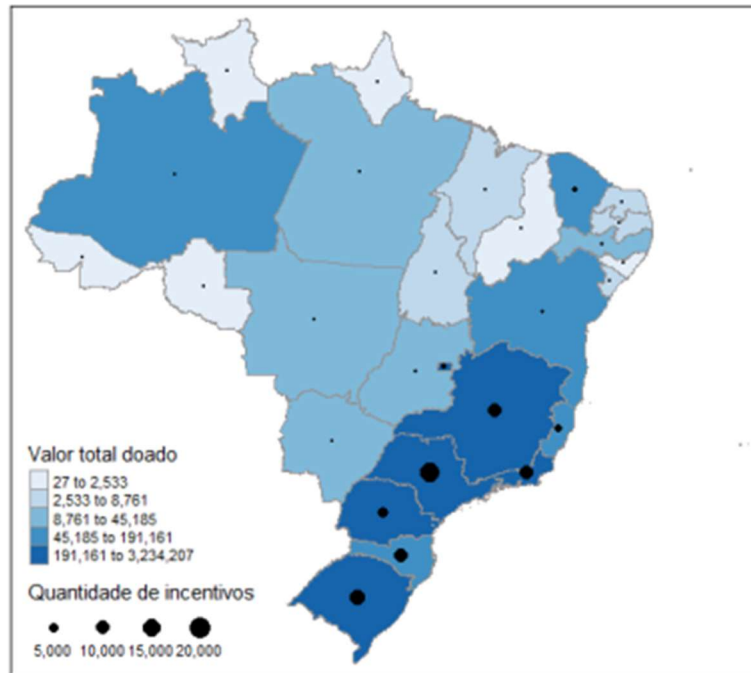 Valor total doado
27 to 2,533
2,533 to 8,761
8,761 to 45,185
45,185 to 191,161
191,161 to 3,234,207
Quantidade de incentivos
5,000 10,000 15,000 20,000